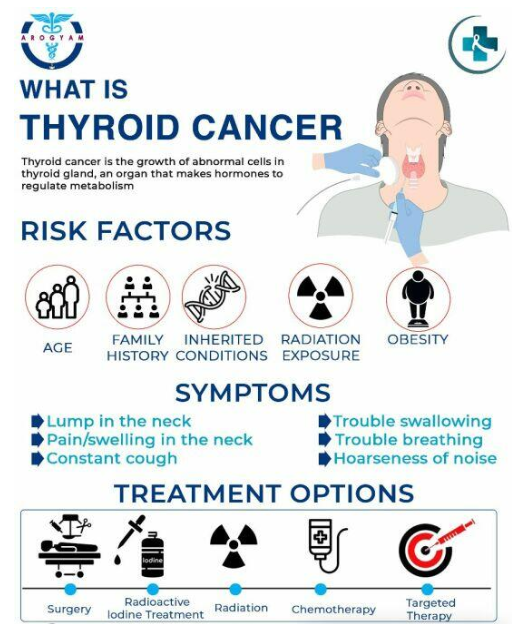 AROGYAM
WHAT IS
THYROID CANCER
Thyroid cancer is the growth of abnormal cells in
thyroid gland, an organ that makes hormones to
regulate metabolism
RISK FACTORS
AGE
FAMILY
HISTORY
INHERITED
CONDITIONS
RADIATION
EXPOSURE
OBESITY
SYMPTOMS
Lump in the neck
Pain/swelling in the neck
Constant cough
Trouble swallowing
Trouble breathing
Hoarseness of noise
TREATMENT OPTIONS
Iodine
Surgery
Radioactive
Iodine Treatment
Radiation
Chemotherapy
Targeted
Therapy